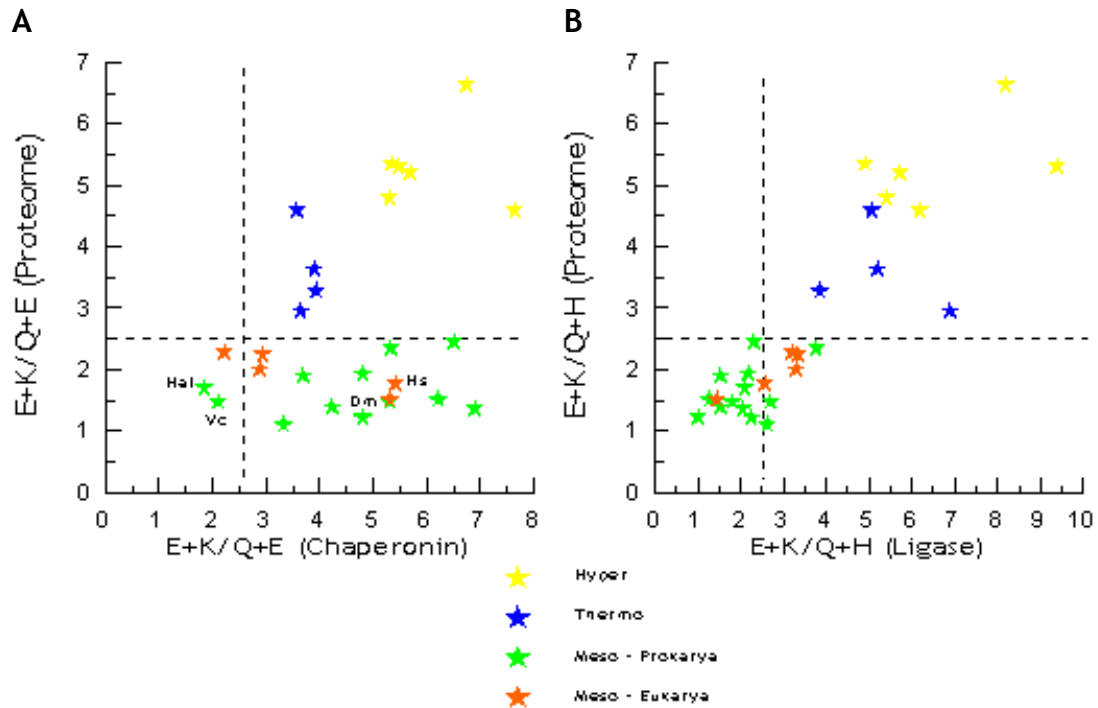 A
B
7
6
5
4
3
2
1
0
E+K/Q+E (Proteome)
Hal
Vc
Dm
Hs
0 1 2 3 4 5 6 7 8
E+K/Q+E (Chaperonin)
7
6
5
4
3
2
1
0
E+K/Q+H (Proteome)
0 1 2 3 4 5 6 7 8 9 10
E+K/Q+H (Ligase)
Hyper
Thermo
Meso - Prokarya
Meso - Eukarya